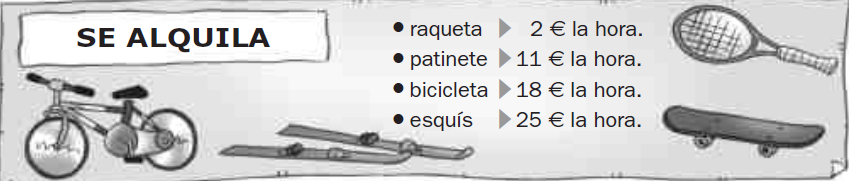 SE ALQUILA
• raqueta ▶ 2 € la hora.
• patinete ▶ 11 € la hora.
• bicicleta ▶ 18 € la hora.
• esquís ▶ 25 € la hora.